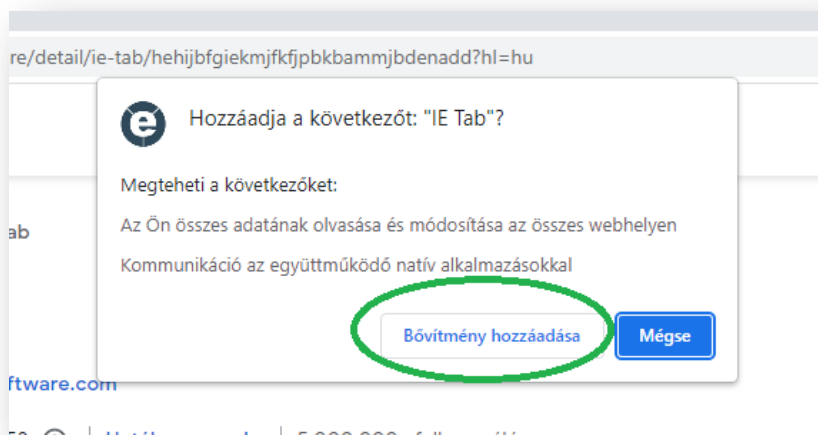 re/detail/ie-tab/hehijbfgiekmjfkfjpbkbammjbdenadd?hl=hu
Hozzáadja a következőt: "IE Tab"?
Megteheti a következőket:
ab
Az Ön összes adatának olvasása és módosítása az összes webhelyen
Kommunikáció az együttműködő natív alkalmazásokkal
Bővítmény hozzáadása
Mégse
ftware.com